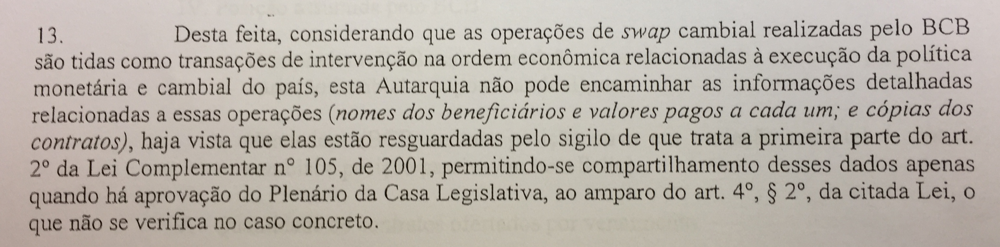 13. Desta feita, considerando que as operações de swap cambial realizadas pelo BCB
são tidas como transações de intervenção na ordem econômica relacionadas à execução da política
monetária e cambial do país, esta Autarquia não pode encaminhar as informações detalhadas
relacionadas a essas operações (nomes dos beneficiários e valores pagos a cada um; e cópias dos
contratos), haja vista que elas estão resguardadas pelo sigilo de que trata a primeira parte do art.
2º da Lei Complementar nº 105, de 2001, permitindo-se compartilhamento desses dados apenas
quando há aprovação do Plenário da Casa Legislativa, ao amparo do art. 4º, § 2º, da citada Lei, o
que não se verifica no caso concreto.